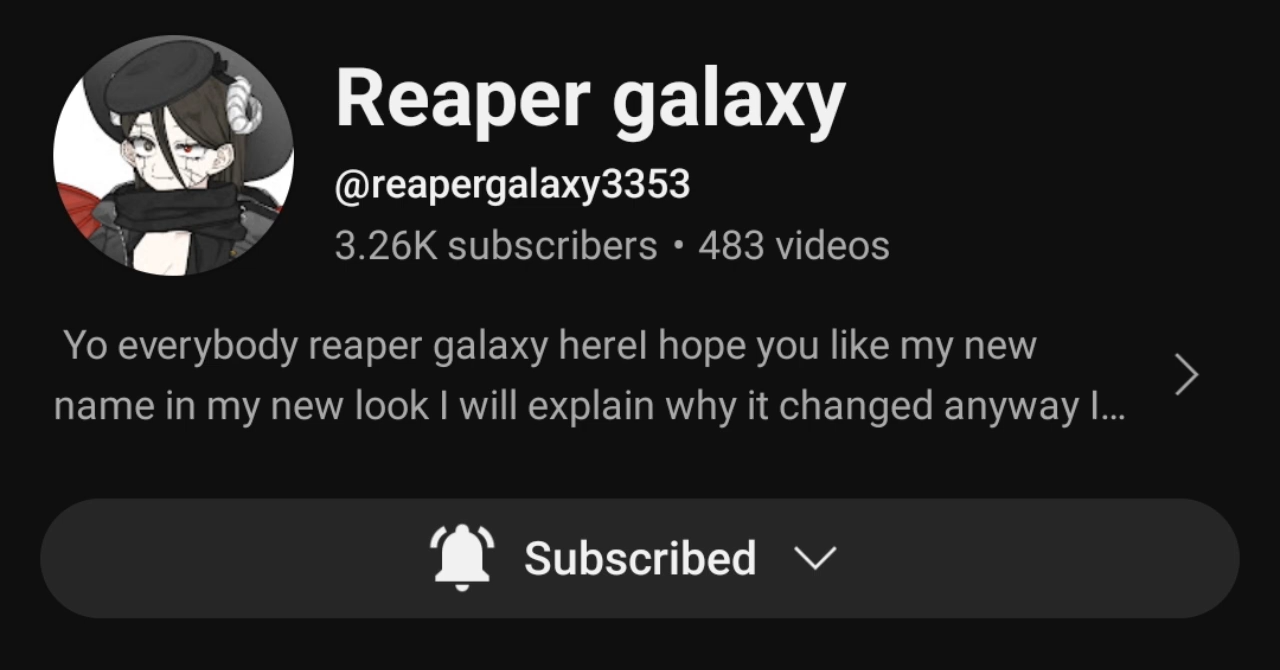 Reaper galaxy
@reapergalaxy3353
3.26K subscribers • 483 videos
Yo everybody reaper galaxy hereI hope you like my new
name in my new look I will explain why it changed anyway I...
Subscribed